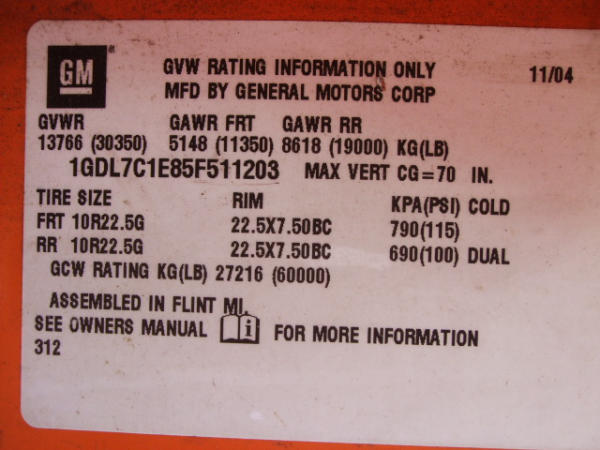 GM
GVW RATING INFORMATION ONLY 11/04
MFD BY GENERAL MOTORS CORP
GVWR GAWR FRT GAWR RR
13766 (30350) 5148 (11350) 8618 (19000) KG(LB)
1GDL7C1E85F511203 MAX VERT CG=70 IN.
TIRE SIZE RIM KPA(PSI) COLD
FRT 10R22.5G 22.5X7.50BC 790(115)
RR 10R22.5G 22.5X7.50BC 690(100) DUAL
GCW RATING KG(LB) 27216 (60000)
ASSEMBLED IN FLINT MI.
SEE OWNERS MANUAL i FOR MORE INFORMATION
312